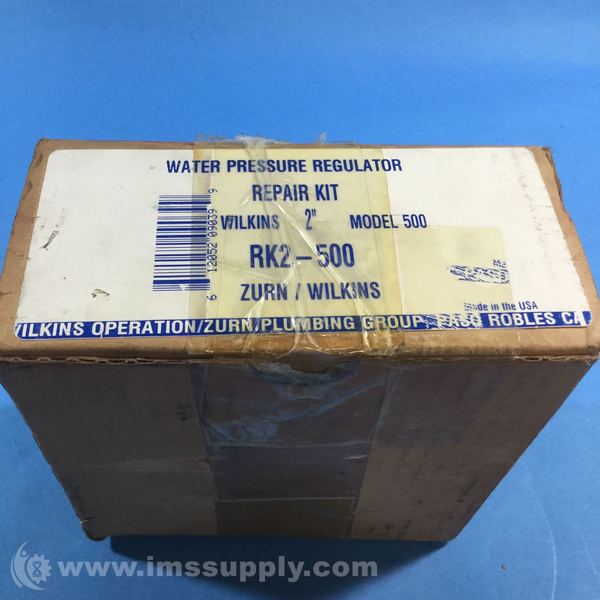 WATER PRESSURE REGULATOR
REPAIR KIT
WILKINS 2" MODEL 500
RK2-500
ZURN / WILKINS
6 12052 09039 9
Made in the USA
WILKINS OPERATION/ZURN/PLUMBING GROUP, PASO ROBLES CA
www.imssupply.com